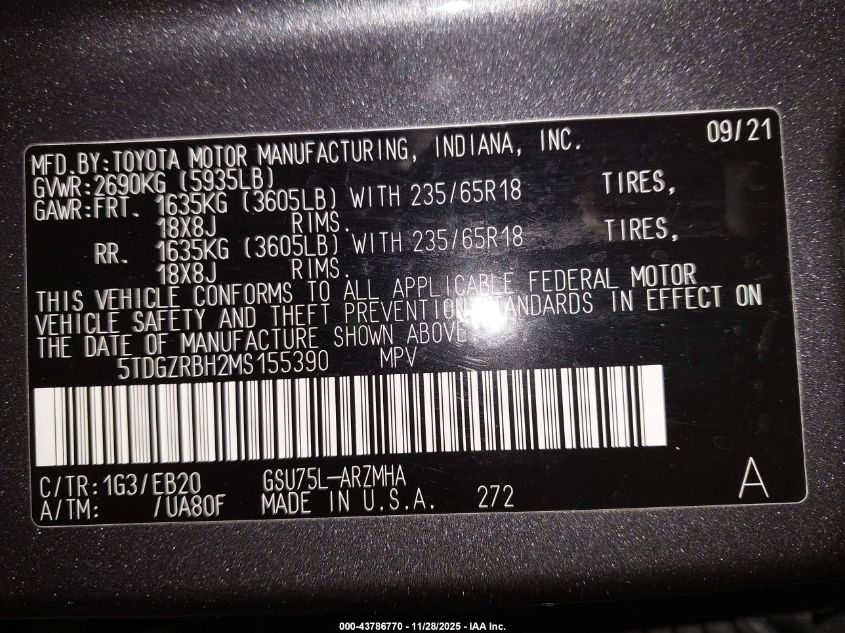 09/21
MFD.BY:TOYOTA MOTOR MANUFACTURING, INDIANA, INC.
GVWR:2690KG (5935LB)
GAWR:FRT. 1635KG (3605LB) WITH 235/65R18 TIRES,
18X8J RIMS.
RR. 1635KG (3605LB) WITH 235/65R18 TIRES,
18X8J RIMS.
THIS VEHICLE CONFORMS TO ALL APPLICABLE FEDERAL MOTOR
VEHICLE SAFETY AND THEFT PREVENTION STANDARDS IN EFFECT ON
THE DATE OF MANUFACTURE SHOWN ABOVE.
5TDGZRBH2MS155390 MPV
C/TR:1G3/EB20 GSU75L-ARZMHA
A/TM: /UA80F MADE IN U.S.A. 272 A
000-43786770 - 11/28/2025 - IAA Inc.